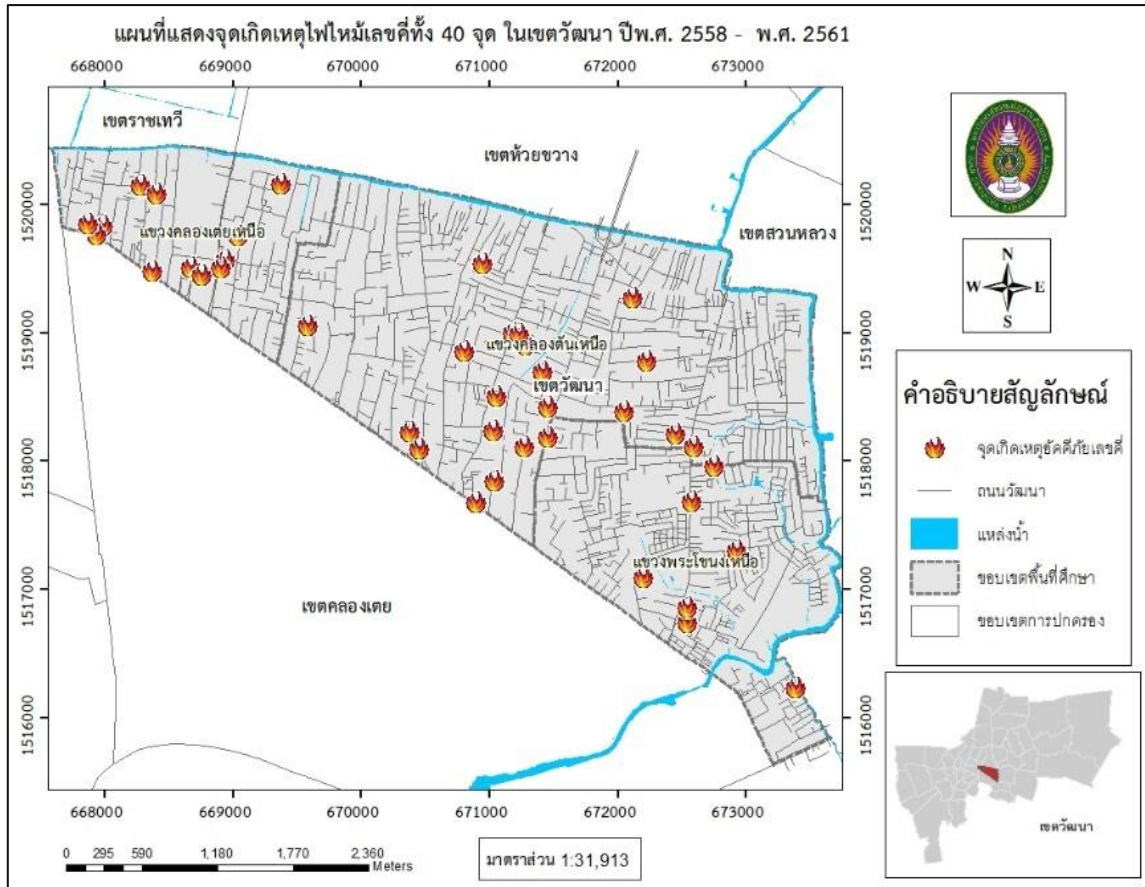 แผนที่แสดงจุดเกิดเหตุไฟไหม้เลขคี่ทั้ง 40 จุด ในเขตวัฒนา ปีพ.ศ. 2558 - พ.ศ. 2561
668000 669000 670000 671000 672000 673000
เขตราชเทวี
เขตห้วยขวาง
เขตสวนหลวง
แขวงคลองเตยเหนือ
แขวงคลองตันเหนือ
เขตวัฒนา
แขวงพระโขนงเหนือ
เขตคลองเตย
1520000 1520000
1519000 1519000
1518000 1518000
1517000 1517000
1516000 1516000
668000 669000 670000 671000 672000 673000
0 295 590 1,180 1,770 2,360
Meters
มาตราส่วน 1:31,913
N
W E
S
คำอธิบายสัญลักษณ์
จุดเกิดเหตุอัคคีภัยเลขคี่
ถนนวัฒนา
แหล่งน้ำ
ขอบเขตพื้นที่ศึกษา
ขอบเขตการปกครอง
เขตวัฒนา